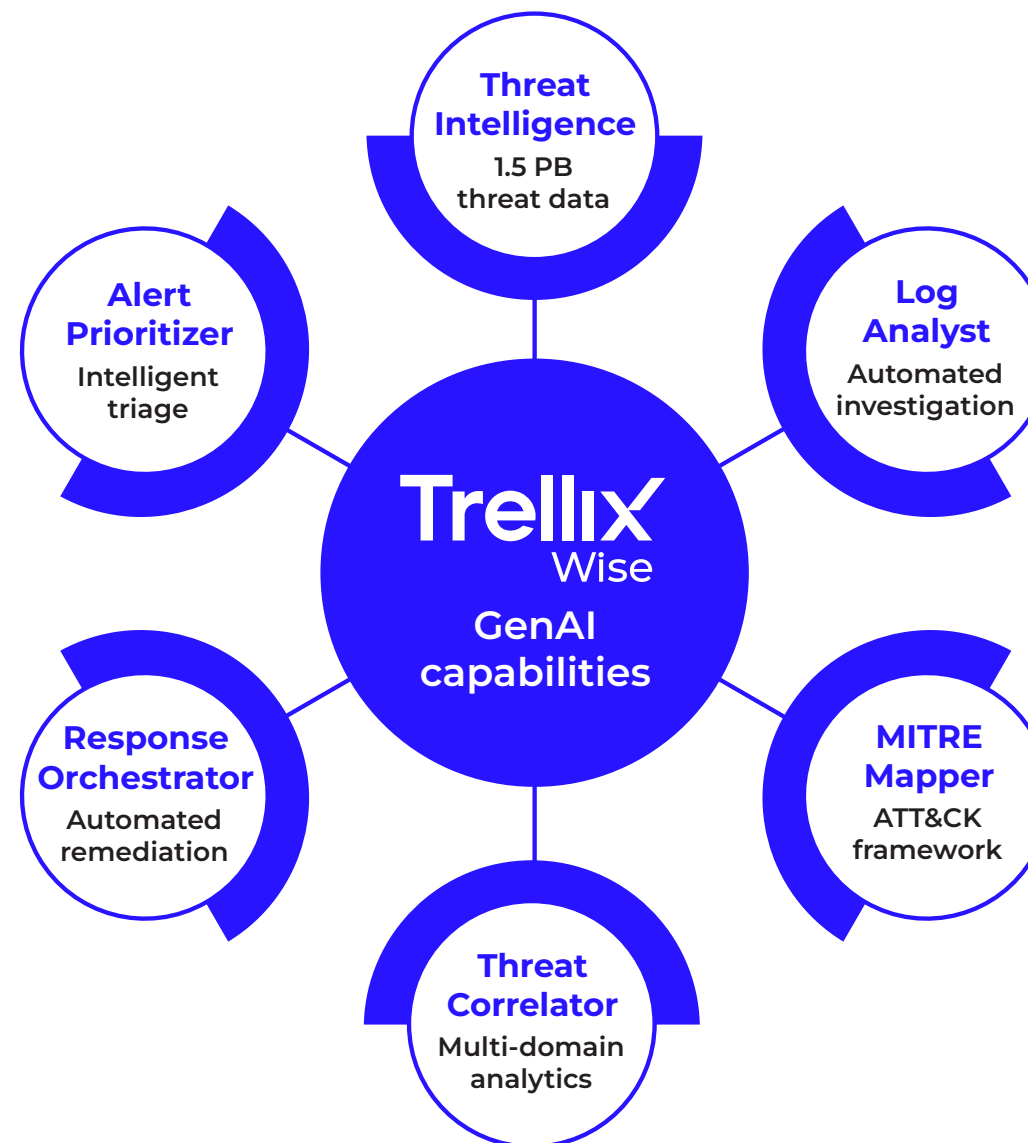 Threat
Intelligence
1.5 PB
threat data
Alert
Prioritizer
Intelligent
triage
Log
Analyst
Automated
investigation
Trellix
Wise
GenAI
capabilities
Response
Orchestrator
Automated
remediation
MITRE
Mapper
ATT&CK
framework
Threat
Correlator
Multi-domain
analytics